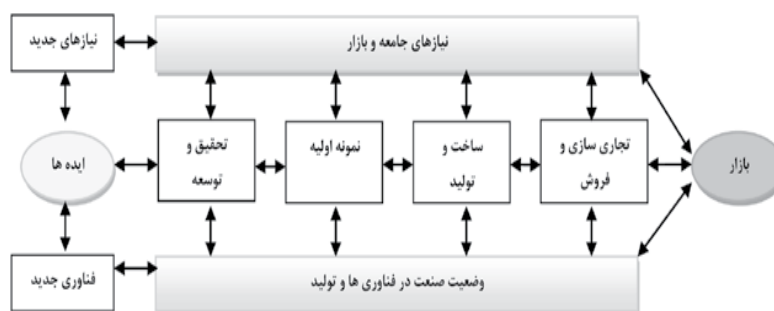 نیازهای جدید
نیازهای جامعه و بازار
ایده ها
تحقیق و
توسعه
نمونه اولیه
ساخت و
تولید
تجاری سازی و
فروش
بازار
فناوری جدید
وضعیت صنعت در فناوری ها و تولید